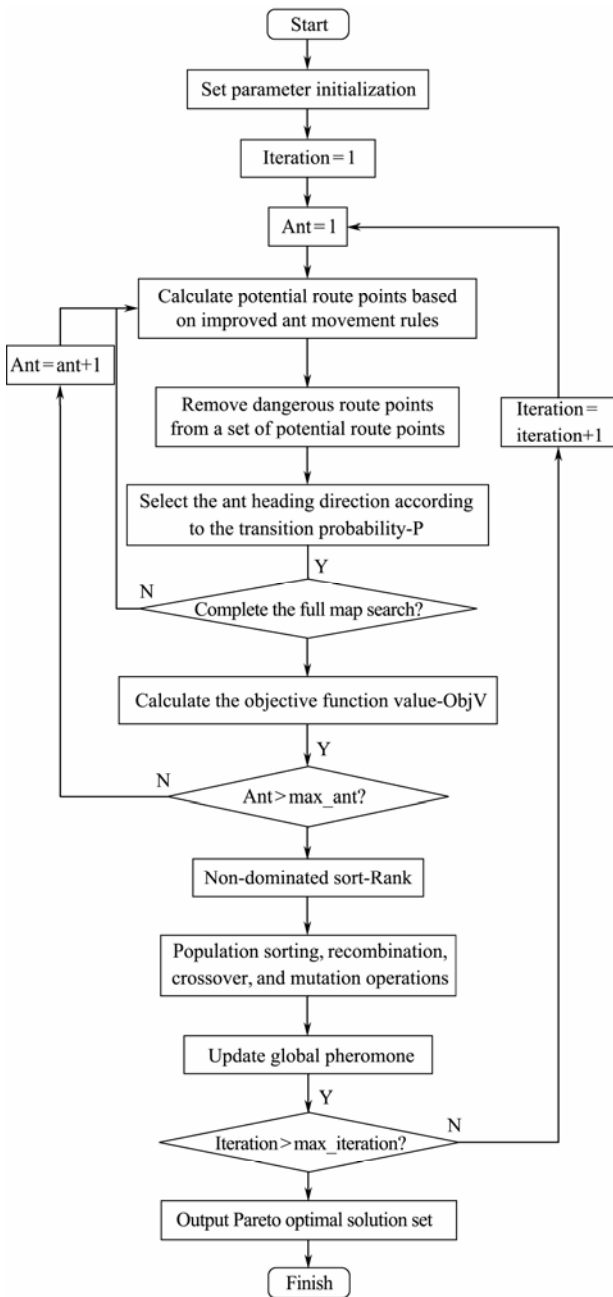 Start
Set parameter initialization
Iteration=1
Ant=1
Calculate potential route points based
on improved ant movement rules
Ant=ant+1
Remove dangerous route points
from a set of potential route points
Iteration=
iteration+1
Select the ant heading direction according
to the transition probability-P
Y
N
Complete the full map search?
Calculate the objective function value-ObjV
Y
N
Ant>max_ant?
Non-dominated sort-Rank
Population sorting, recombination,
crossover, and mutation operations
Update global pheromone
Y
N
Iteration>max_iteration?
Output Pareto optimal solution set
Finish